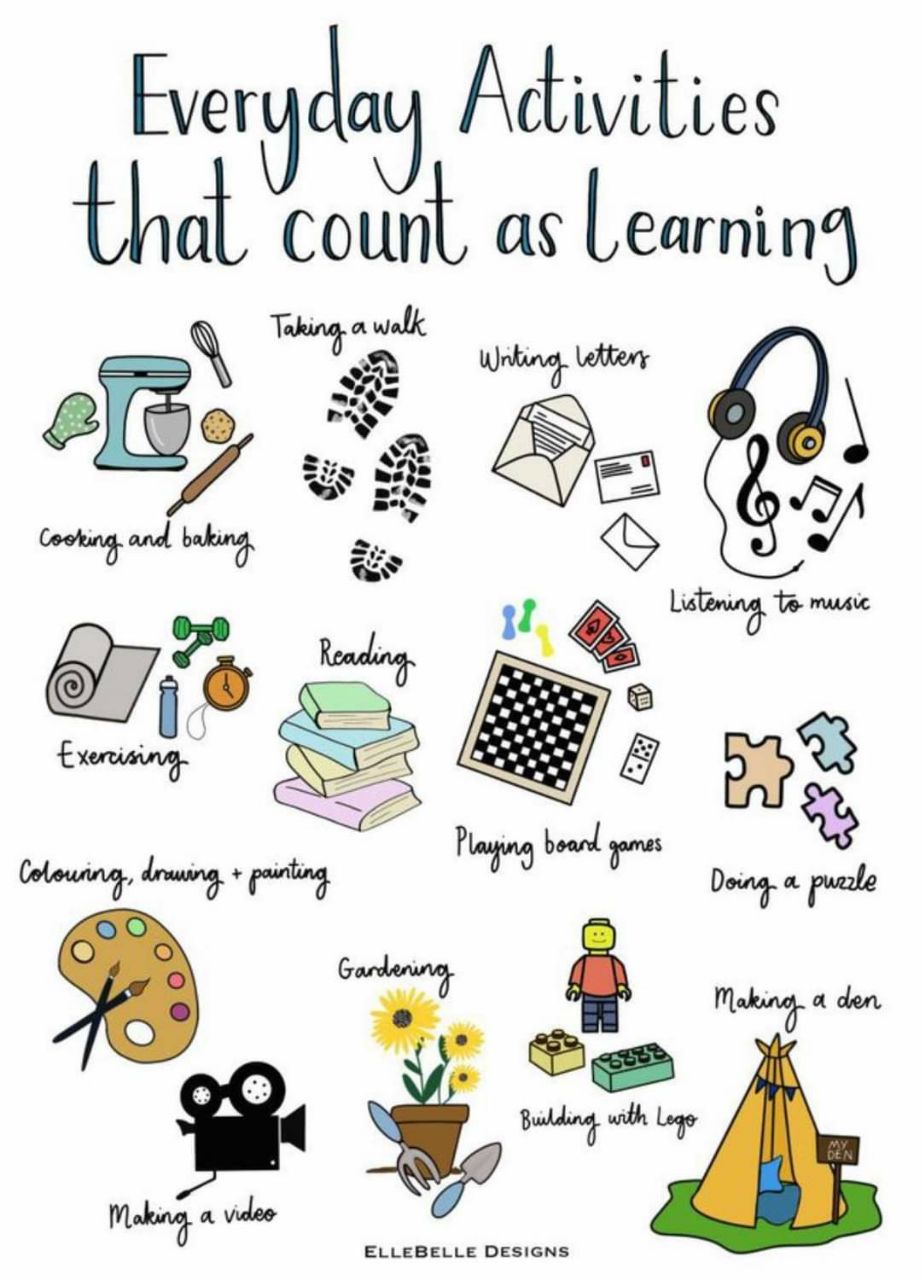 Everyday Activities
that count as learning
Taking a walk
Writing letters
Cooking and baking
Listening to music
Reading
Exercising
Playing board games
Colouring, drawing + painting
Doing a puzzle
Gardening
Making a den
Building with Lego
MY
DEN
Making a video
ELLEBELLE DESIGNS